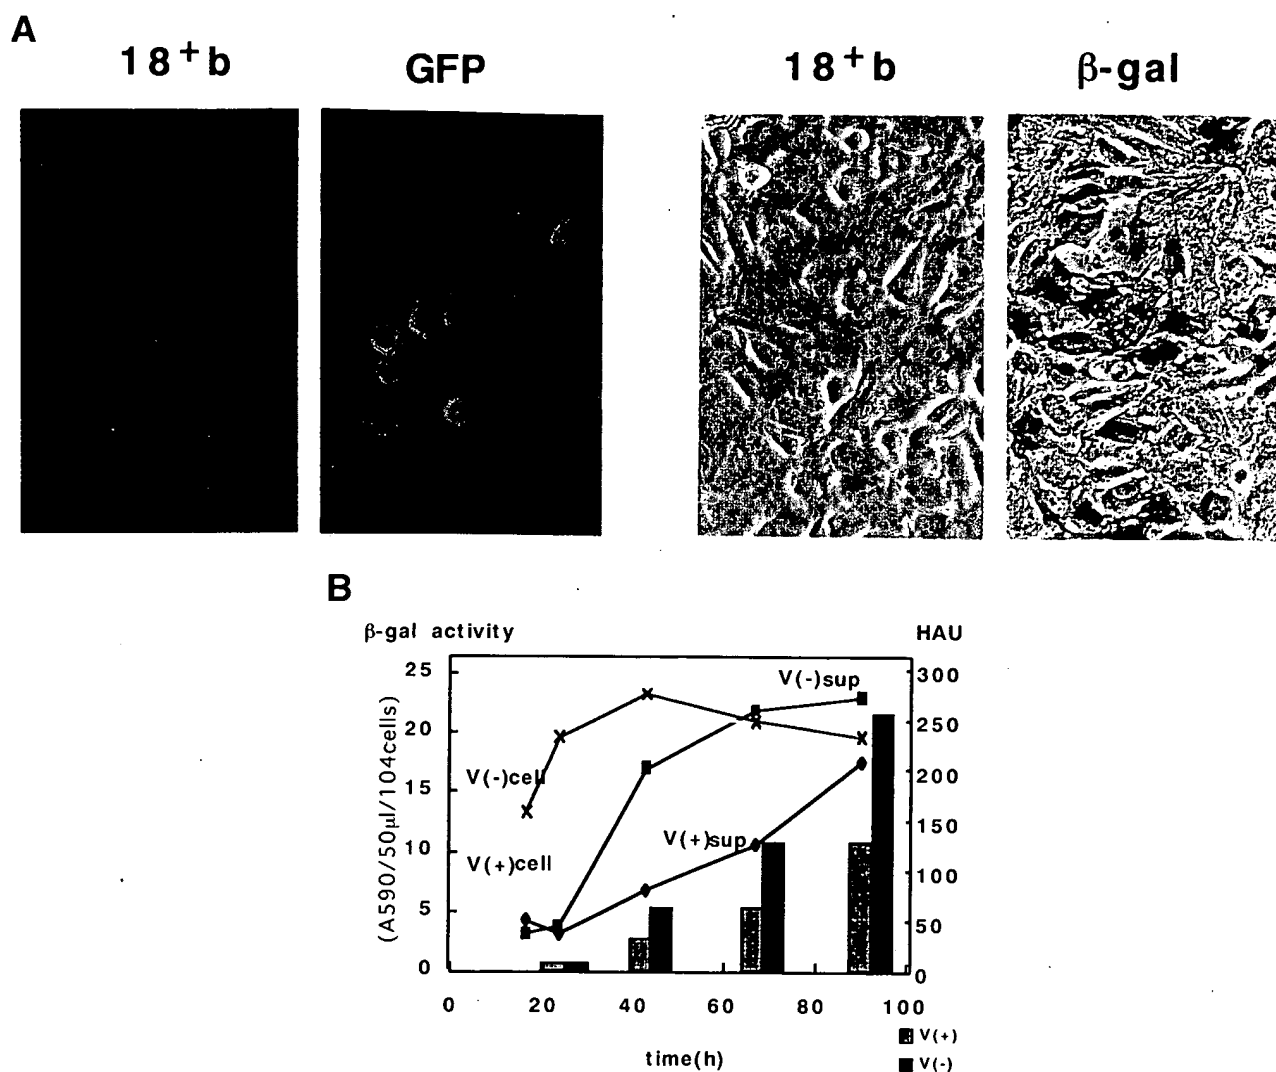 A
18+b GFP 18+b β-gal
B
β-gal activity HAU
(A590/50μl/104cells)
25 300
20 250
15 200
10 150
5 100
0 50
0
V(-)sup
V(-)cell
V(+)sup
V(+)cell
0 20 40 60 80 100
time(h)
V(+)
V(-)